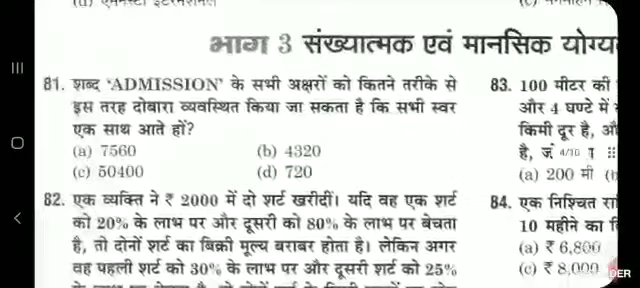 भाग 3 संख्यात्मक एवं मानसिक
81. शब्द 'ADMISSION' के सभी अक्षरों को कितने तरीके से
इस तरह दोबारा व्यवस्थित किया जा सकता है कि सभी स्वर
एक साथ आते हों?
(a) 7560 (b) 4320
(c) 50400 (d) 720
82. एक व्यक्ति ने ₹ 2000 में दो शर्ट खरीदीं। यदि वह एक शर्ट
को 20% के लाभ पर और दूसरी को 80% के लाभ पर बेचता
है, तो दोनों शर्ट का बिक्री मूल्य बराबर होता है। लेकिन अगर
वह पहली शर्ट को 30% के लाभ पर और दूसरी शर्ट को 25%
83. 100 मीटर की
और 4 घण्टे में
किमी दूर है,
है, 4/10
(a) 200 मी
84. एक निश्चित
10 महीने का
(a) ₹ 6,800
(c) ₹ 8,000
DER